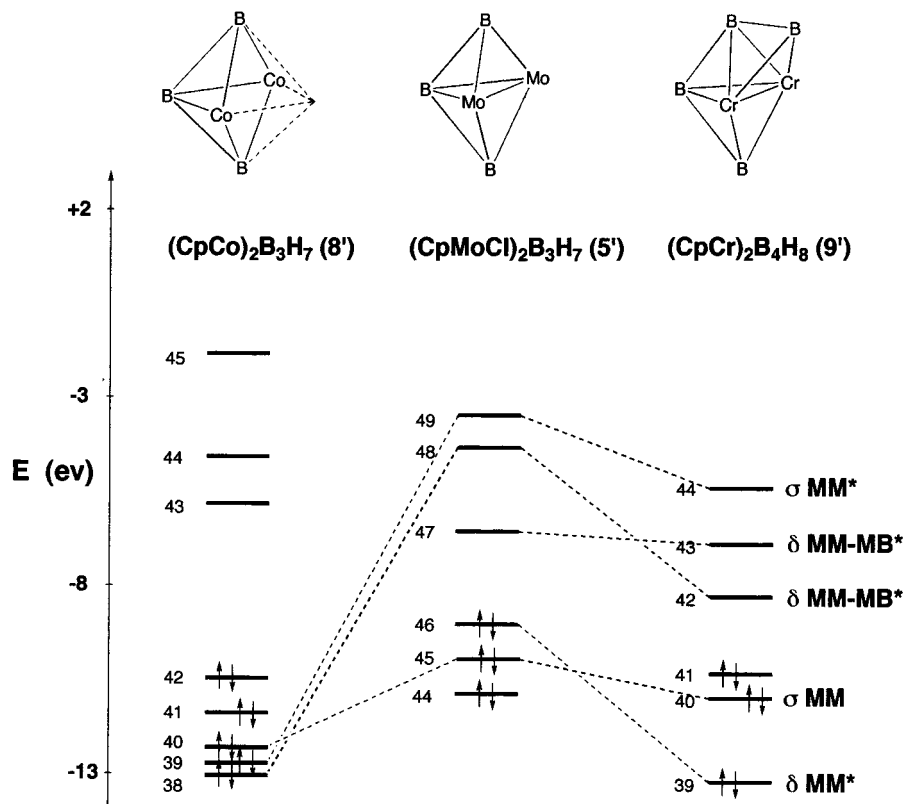 B B B
Co Mo
B B Mo B Cr
Co Cr
B B B
+2
(CpCo)₂B₃H₇ (8') (CpMoCl)₂B₃H₇ (5') (CpCr)₂B₄H₈ (9')
45
-3
49
44 48 44 σ MM*
E (ev)
43
47 43 δ MM-MB*
-8
42 δ MM-MB*
46
42 45 41
41 44 40 σ MM
40
39
-13
38 39 δ MM*